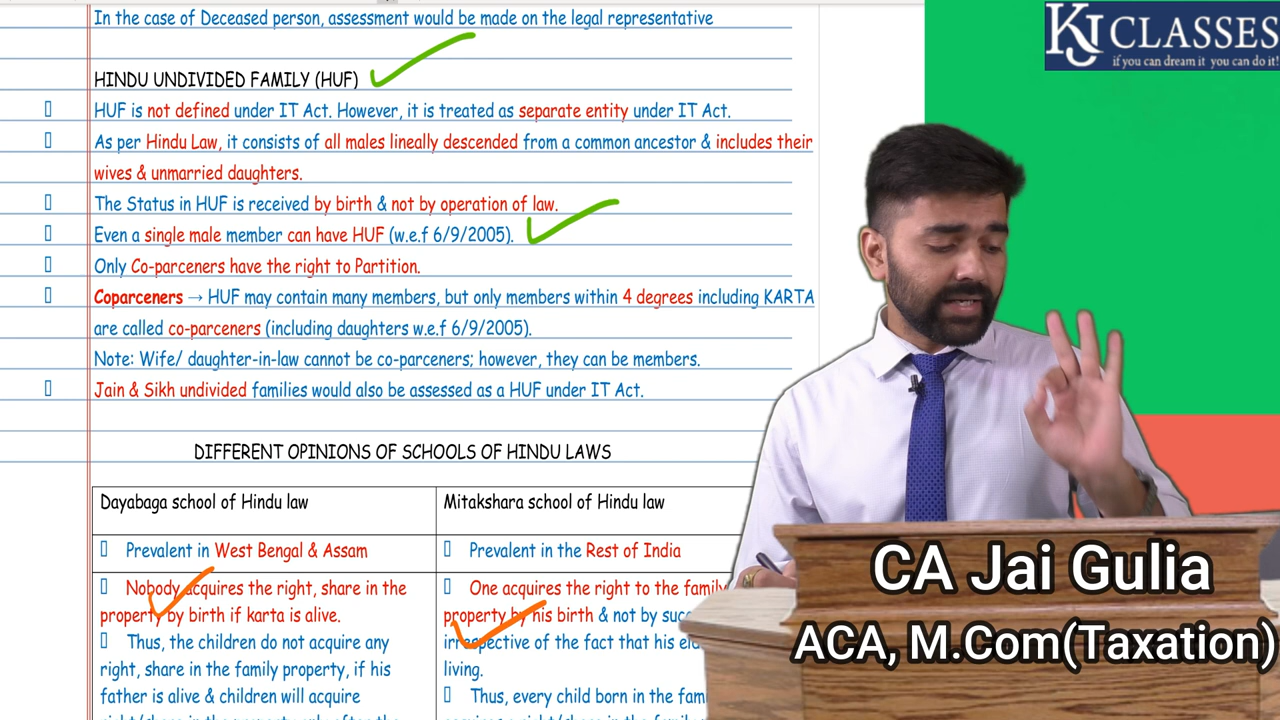 In the case of Deceased person, assessment would be made on the legal representative
KJ CLASSES
if you can dream it you can do it!
HINDU UNDIVIDED FAMILY (HUF)
HUF is not defined under IT Act. However, it is treated as separate entity under IT Act.
As per Hindu Law, it consists of all males lineally descended from a common ancestor & includes their
wives & unmarried daughters.
The Status in HUF is received by birth & not by operation of law.
Even a single male member can have HUF (w.e.f 6/9/2005).
Only Co-parceners have the right to Partition.
Coparceners → HUF may contain many members, but only members within 4 degrees including KARTA
are called co-parceners (including daughters w.e.f 6/9/2005).
Note: Wife/ daughter-in-law cannot be co-parceners; however, they can be members.
Jain & Sikh undivided families would also be assessed as a HUF under IT Act.
DIFFERENT OPINIONS OF SCHOOLS OF HINDU LAWS
Dayabaga school of Hindu law
Prevalent in West Bengal & Assam
Nobody acquires the right, share in the
property by birth if karta is alive.
Thus, the children do not acquire any
right, share in the family property, if his
father is alive & children will acquire
Mitakshara school of Hindu law
Prevalent in the Rest of India
One acquires the right to the family
property by his birth & not by
irrespective of the fact that his
living.
Thus, every child born in the
CA Jai Gulia
ACA, M.Com(Taxation)